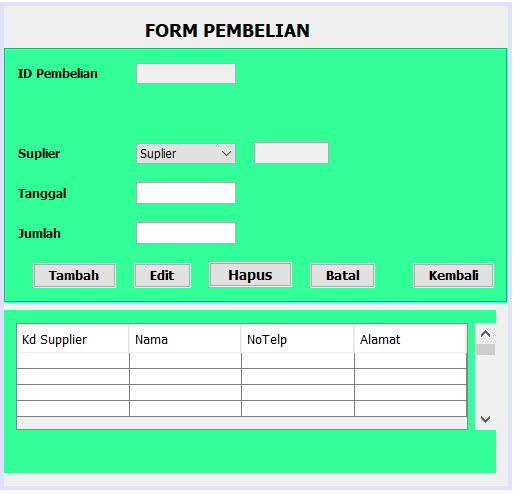 FORM PEMBELIAN
ID Pembelian
Suplier Suplier
Tanggal
Jumlah
Tambah Edit Hapus Batal Kembali
Kd Supplier Nama NoTelp Alamat